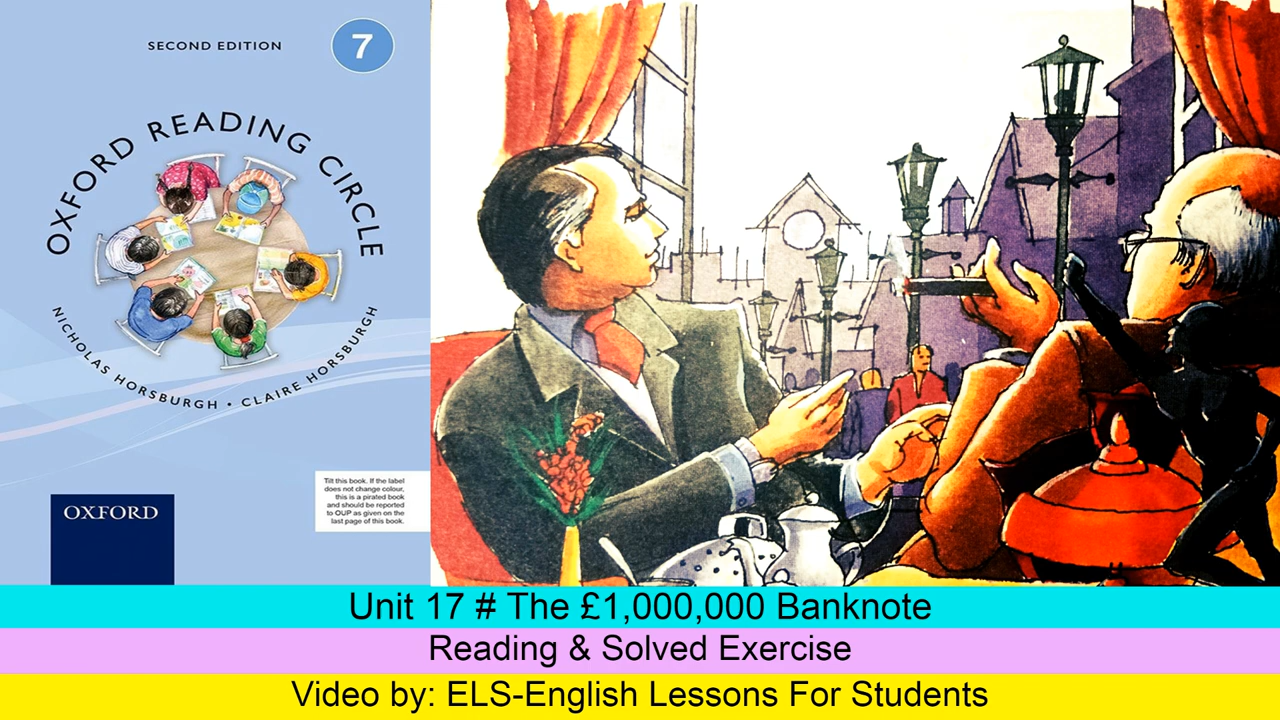 SECOND EDITION
7
OXFORD READING CIRCLE
NICHOLAS HORSBURGH • CLAIRE HORSBURGH
Tilt this book. If the label
does not change colour,
this is a pirated book
and should be reported
to OUP as given on the
last page of this book.
OXFORD
Unit 17 # The £1,000,000 Banknote
Reading & Solved Exercise
Video by: ELS-English Lessons For Students